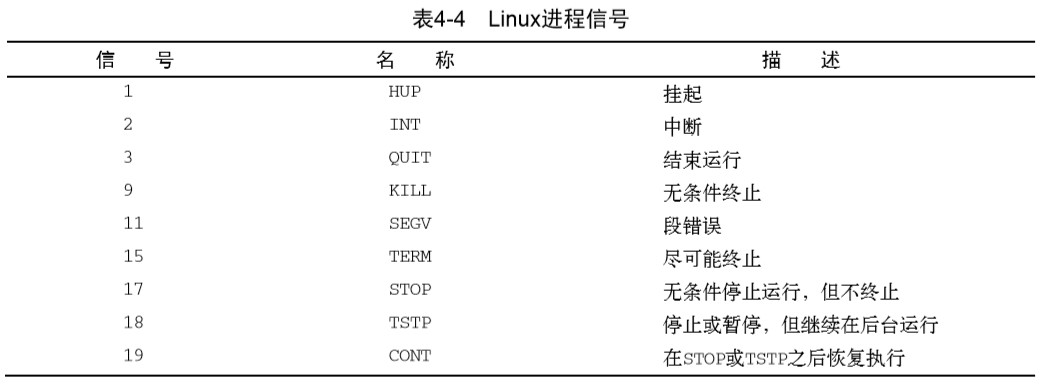 表4-4 Linux进程信号
信 号 名 称 描 述
1 HUP 挂起
2 INT 中断
3 QUIT 结束运行
9 KILL 无条件终止
11 SEGV 段错误
15 TERM 尽可能终止
17 STOP 无条件停止运行，但不终止
18 TSTP 停止或暂停，但继续在后台运行
19 CONT 在STOP或TSTP之后恢复执行